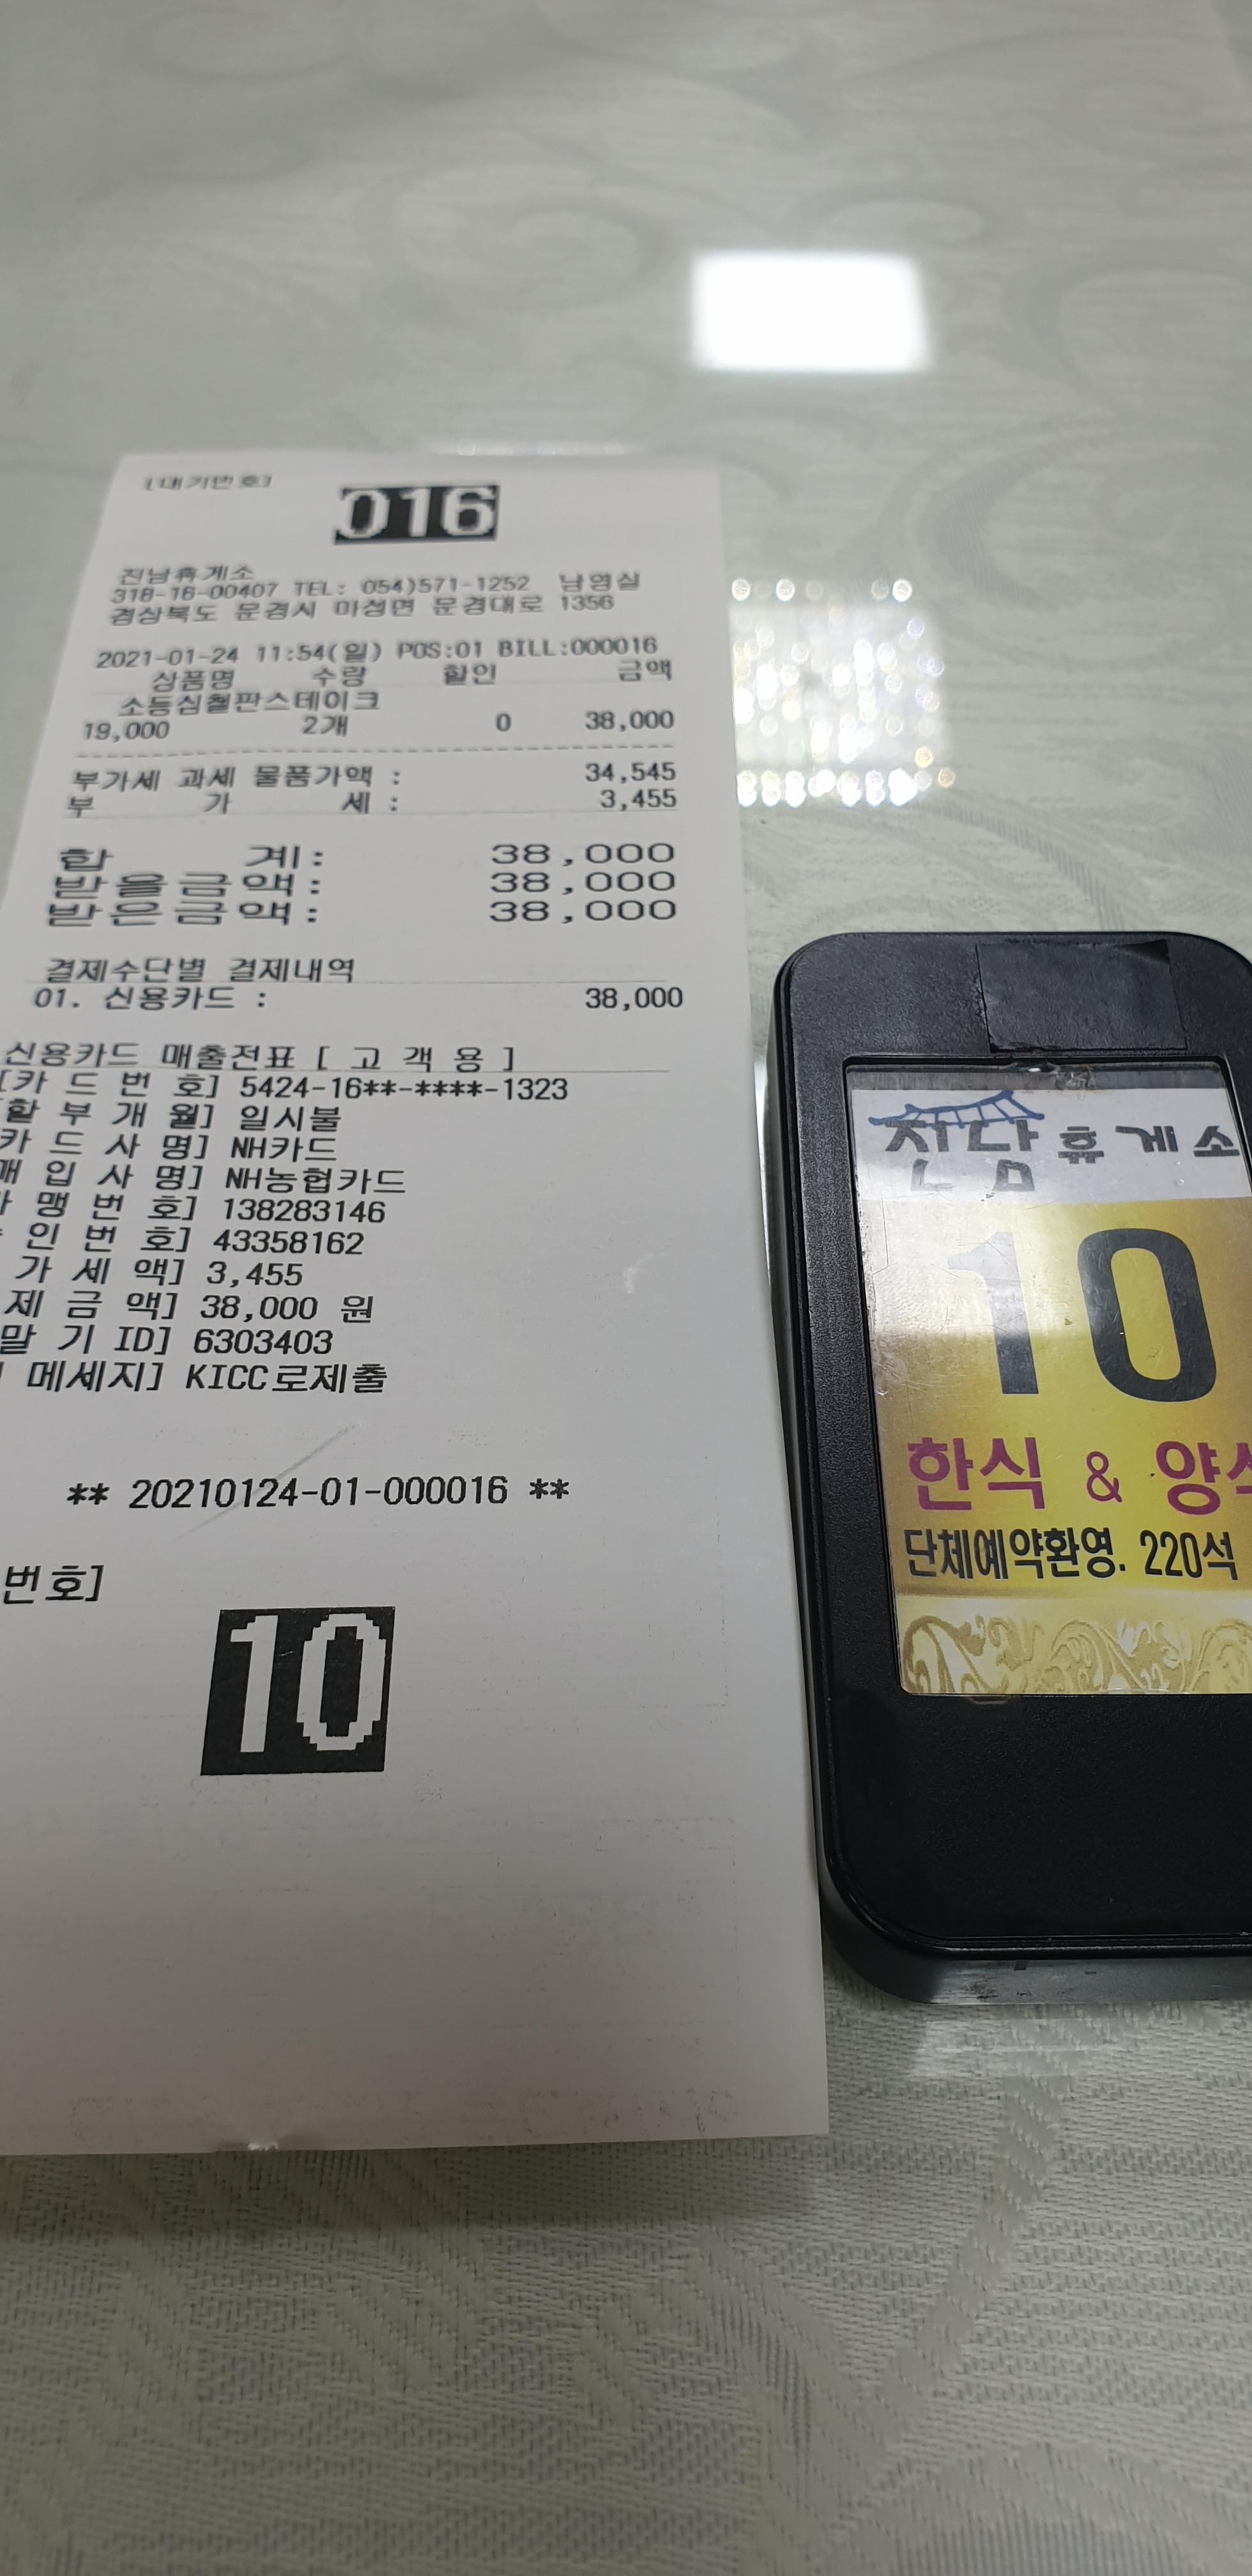 [대기번호]
016
진남휴게소
318-16-00407 TEL: 054)571-1252 남영실
경상북도 문경시 마성면 문경대로 1356
2021-01-24 11:54(일) POS:01 BILL:000016
상품명 수량 할인 금액
소등심철판스테이크
19,000 2개 0 38,000
부가세 과세 물품가액 : 34,545
부 가 세 : 3,455
합 계: 38,000
받을금액: 38,000
받은금액: 38,000
결제수단별 결제내역
01. 신용카드 : 38,000
신용카드 매출전표 [ 고 객 용 ]
[카 드 번 호] 5424-16**-****-1323
할 부 개 월] 일시불
카 드 사 명] NH카드
매 입 사 명] NH농협카드
맹 번 호] 138283146
인 번 호] 43358162
가 세 액] 3,455
제 금 액] 38,000 원
말 기 ID] 6303403
메세지] KICC로제출
** 20210124-01-000016 **
번호]
10
진남휴게소
10
한식 & 양식
단체예약환영. 220석